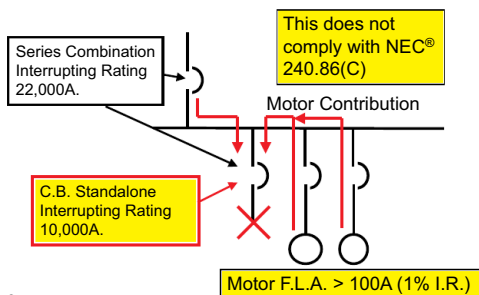 This does not
comply with NEC®
240.86(C)
Series Combination
Interrupting Rating
22,000A.
Motor Contribution
C.B. Standalone
Interrupting Rating
10,000A.
Motor F.L.A. > 100A (1% I.R.)